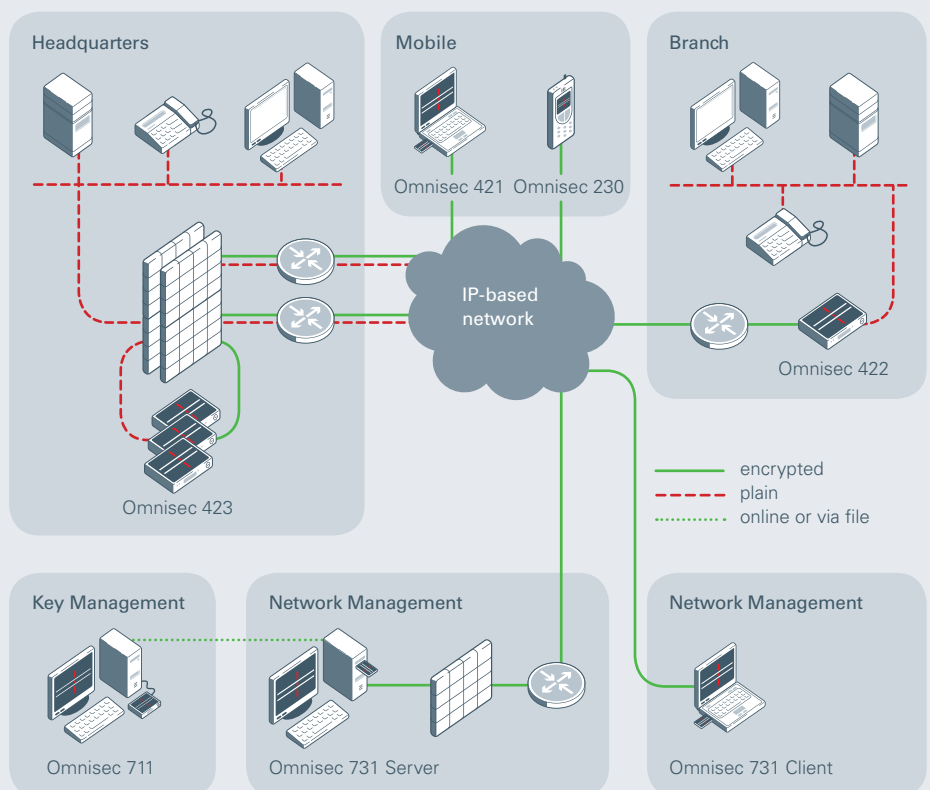 Headquarters
Mobile
Branch
Omnisec 421
Omnisec 230
IP-based
network
Omnisec 422
Omnisec 423
encrypted
plain
online or via file
Key Management
Network Management
Network Management
Omnisec 711
Omnisec 731 Server
Omnisec 731 Client